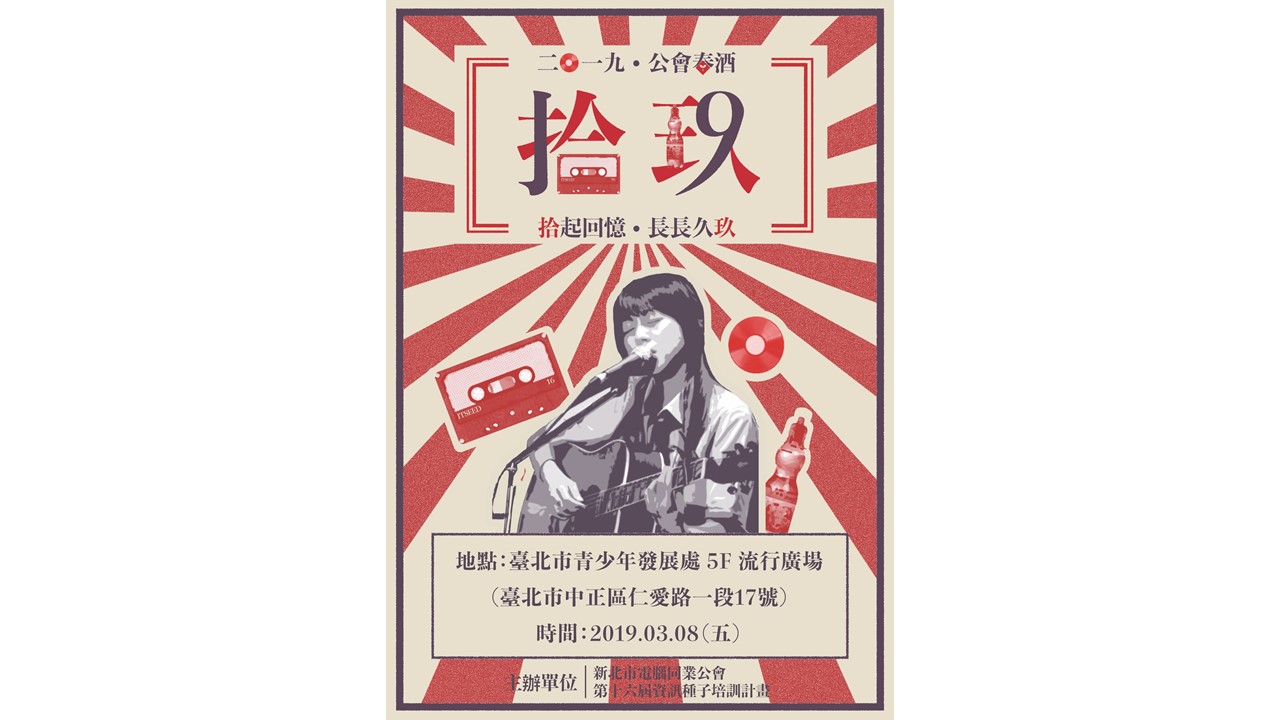 二〇一九·公會奉酒
拾玖
拾起回憶·長長久玖
ITSEED 16
地點:臺北市青少年發展處 5F 流行廣場
(臺北市中正區仁愛路一段17號)
時間:2019.03.08(五)
主辦單位
新北市電腦同業公會
第十六屆資訊種子培訓計畫